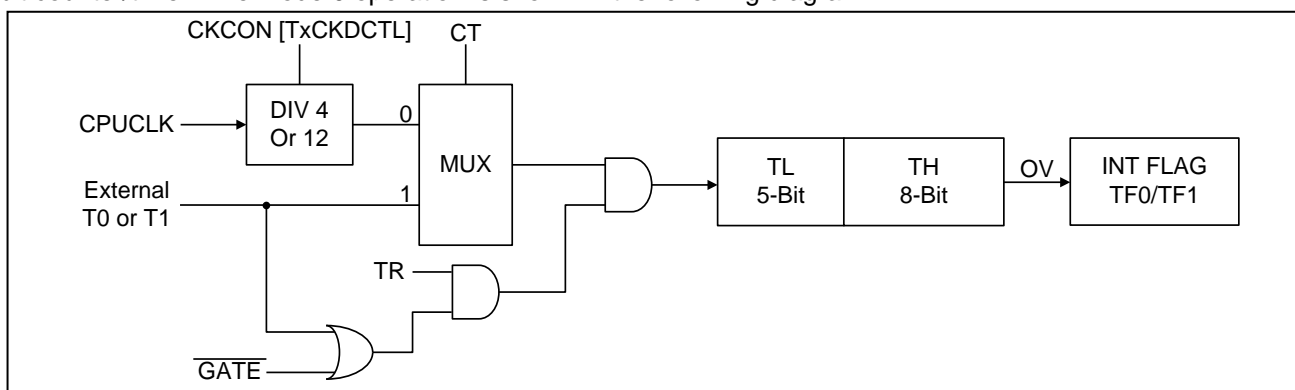 CKCON [TxCKDCTL]
CT
CPUCLK
DIV 4
Or 12
0
MUX
External
T0 or T1
1
TL
5-Bit
TH
8-Bit
OV
INT FLAG
TF0/TF1
TR
GATE